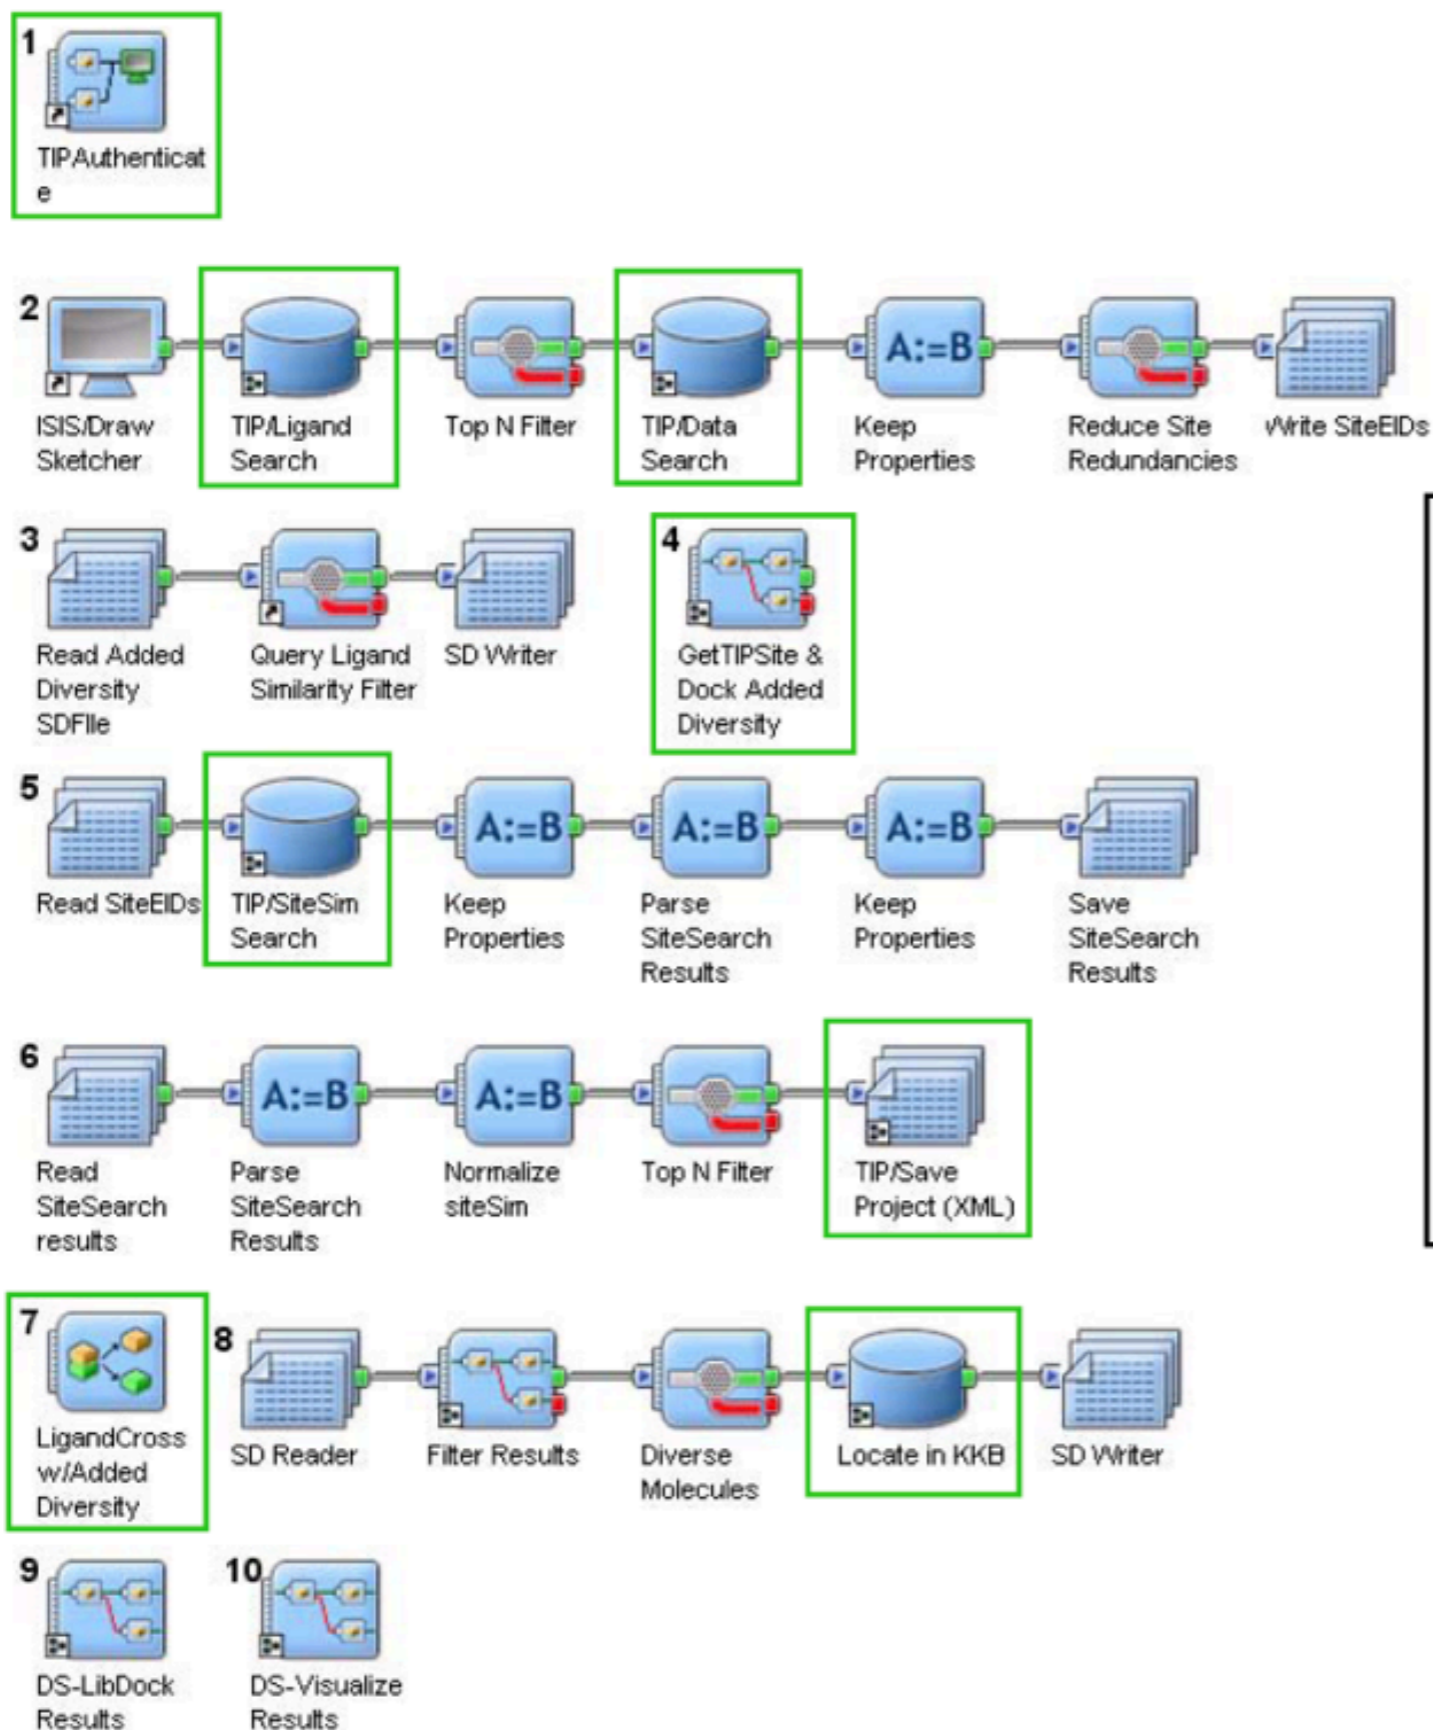 1
TIPAuthenticat
e
2
ISIS/Draw
Sketcher
TIP/Ligand
Search
Top N Filter
TIP/Data
Search
A:=B
Keep
Properties
Reduce Site
Redundancies
Write SiteEIDs
3
Read Added
Diversity
SDFIle
Query Ligand
Similarity Filter
SD Writer
4
GetTIPSite &
Dock Added
Diversity
5
Read SiteEIDs
TIP/SiteSim
Search
A:=B
Keep
Properties
A:=B
Parse
SiteSearch
Results
A:=B
Keep
Properties
Save
SiteSearch
Results
6
Read
SiteSearch
results
A:=B
Parse
SiteSearch
Results
A:=B
Normalize
siteSim
Top N Filter
TIP/Save
Project (XML)
7
LigandCross
w/Added
Diversity
8
SD Reader
Filter Results
Diverse
Molecules
Locate in KKB
SD Writer
9
DS-LibDock
Results
10
DS-Visualize
Results